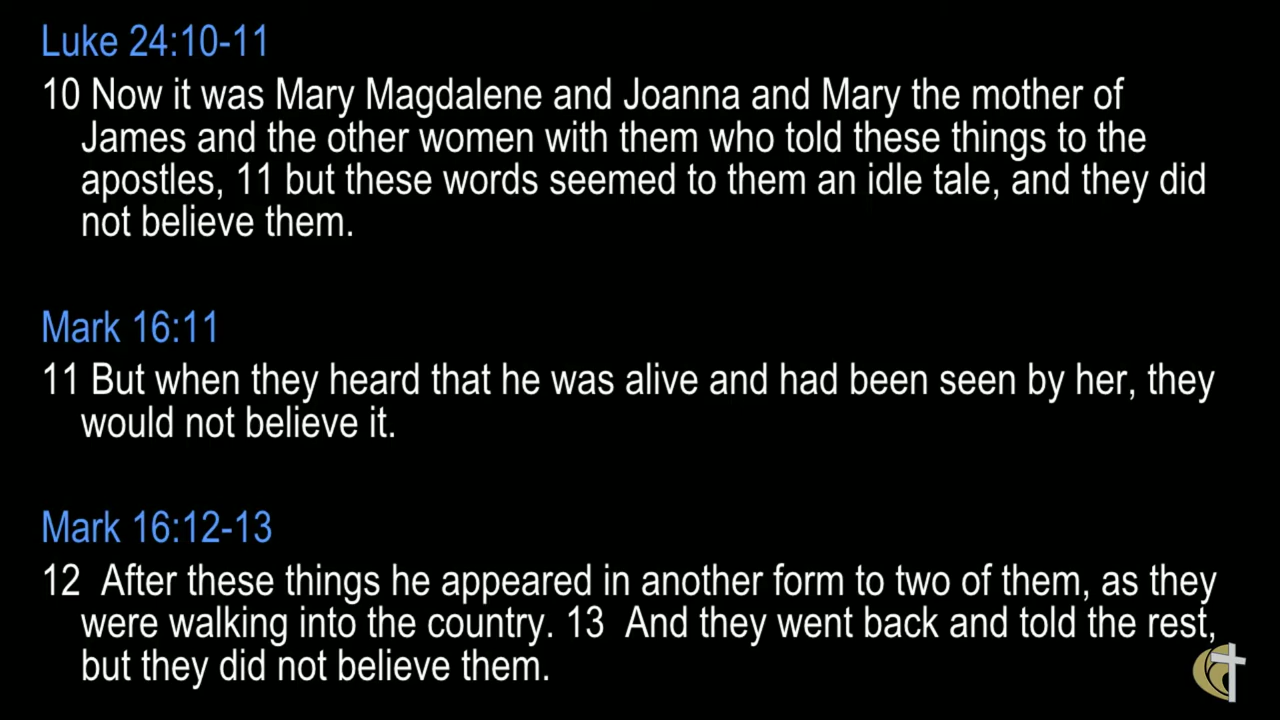 Luke 24:10-11
10 Now it was Mary Magdalene and Joanna and Mary the mother of
James and the other women with them who told these things to the
apostles, 11 but these words seemed to them an idle tale, and they did
not believe them.
Mark 16:11
11 But when they heard that he was alive and had been seen by her, they
would not believe it.
Mark 16:12-13
12  After these things he appeared in another form to two of them, as they
were walking into the country. 13  And they went back and told the rest,
but they did not believe them.